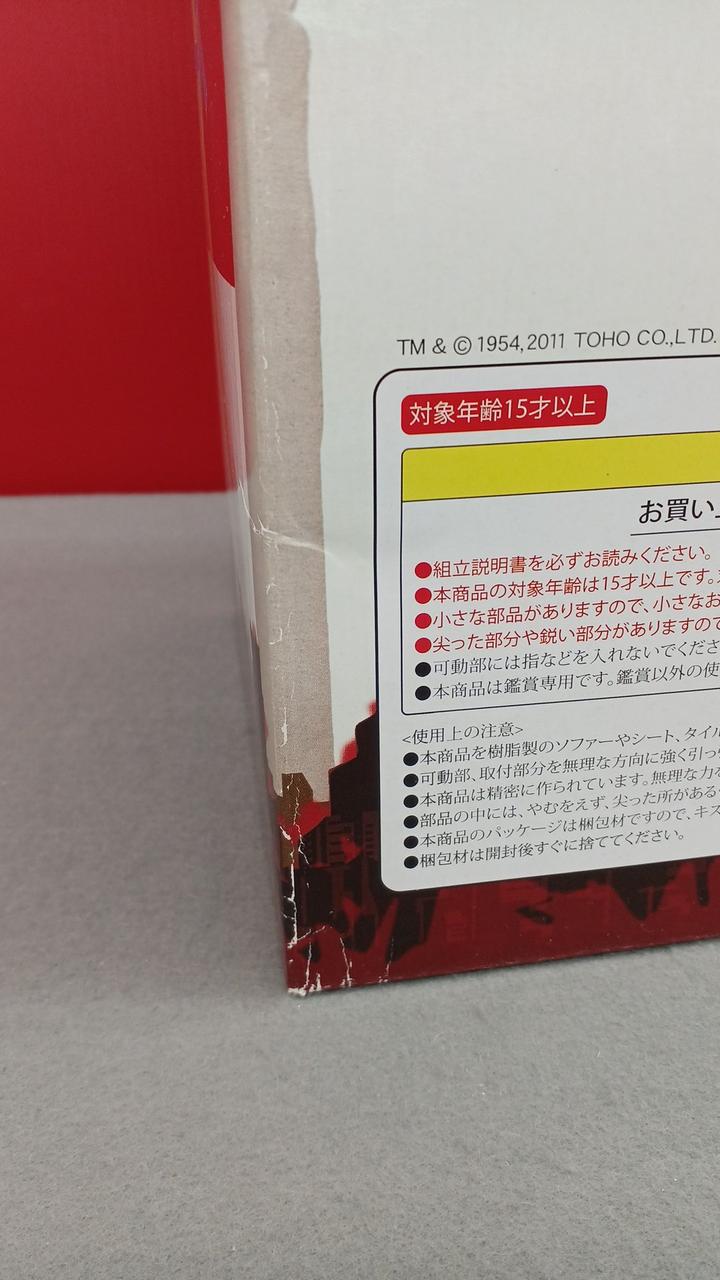 TM & © 1954,2011 TOHO CO.,LTD.
対象年齢15才以上
お買い上
●組立説明書を必ずお読みください。
●本商品の対象年齢は15才以上です。
●小さな部品がありますので、小さなお
●尖った部分や鋭い部分がありますので
●可動部には指などを入れないでくださ
●本商品は鑑賞専用です。鑑賞以外の使
<使用上の注意>
●本商品を樹脂製のソファーやシート、タイル
●可動部、取付部分を無理な方向に強く引っ
●本商品は精密に作られています。無理な力
●部品の中には、やむをえず、尖った所がある
●本商品のパッケージは梱包材ですので、キズ
●梱包材は開封後すぐに捨ててください。